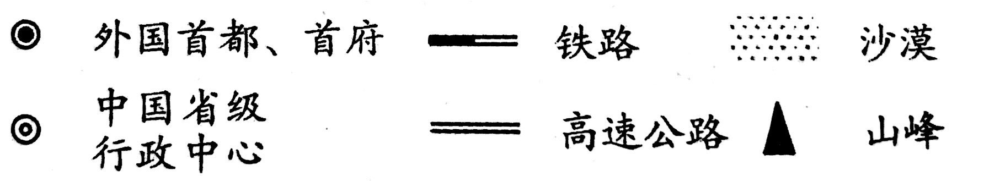 外国首都、首府
中国省级
行政中心
铁路
高速公路
沙漠
山峰